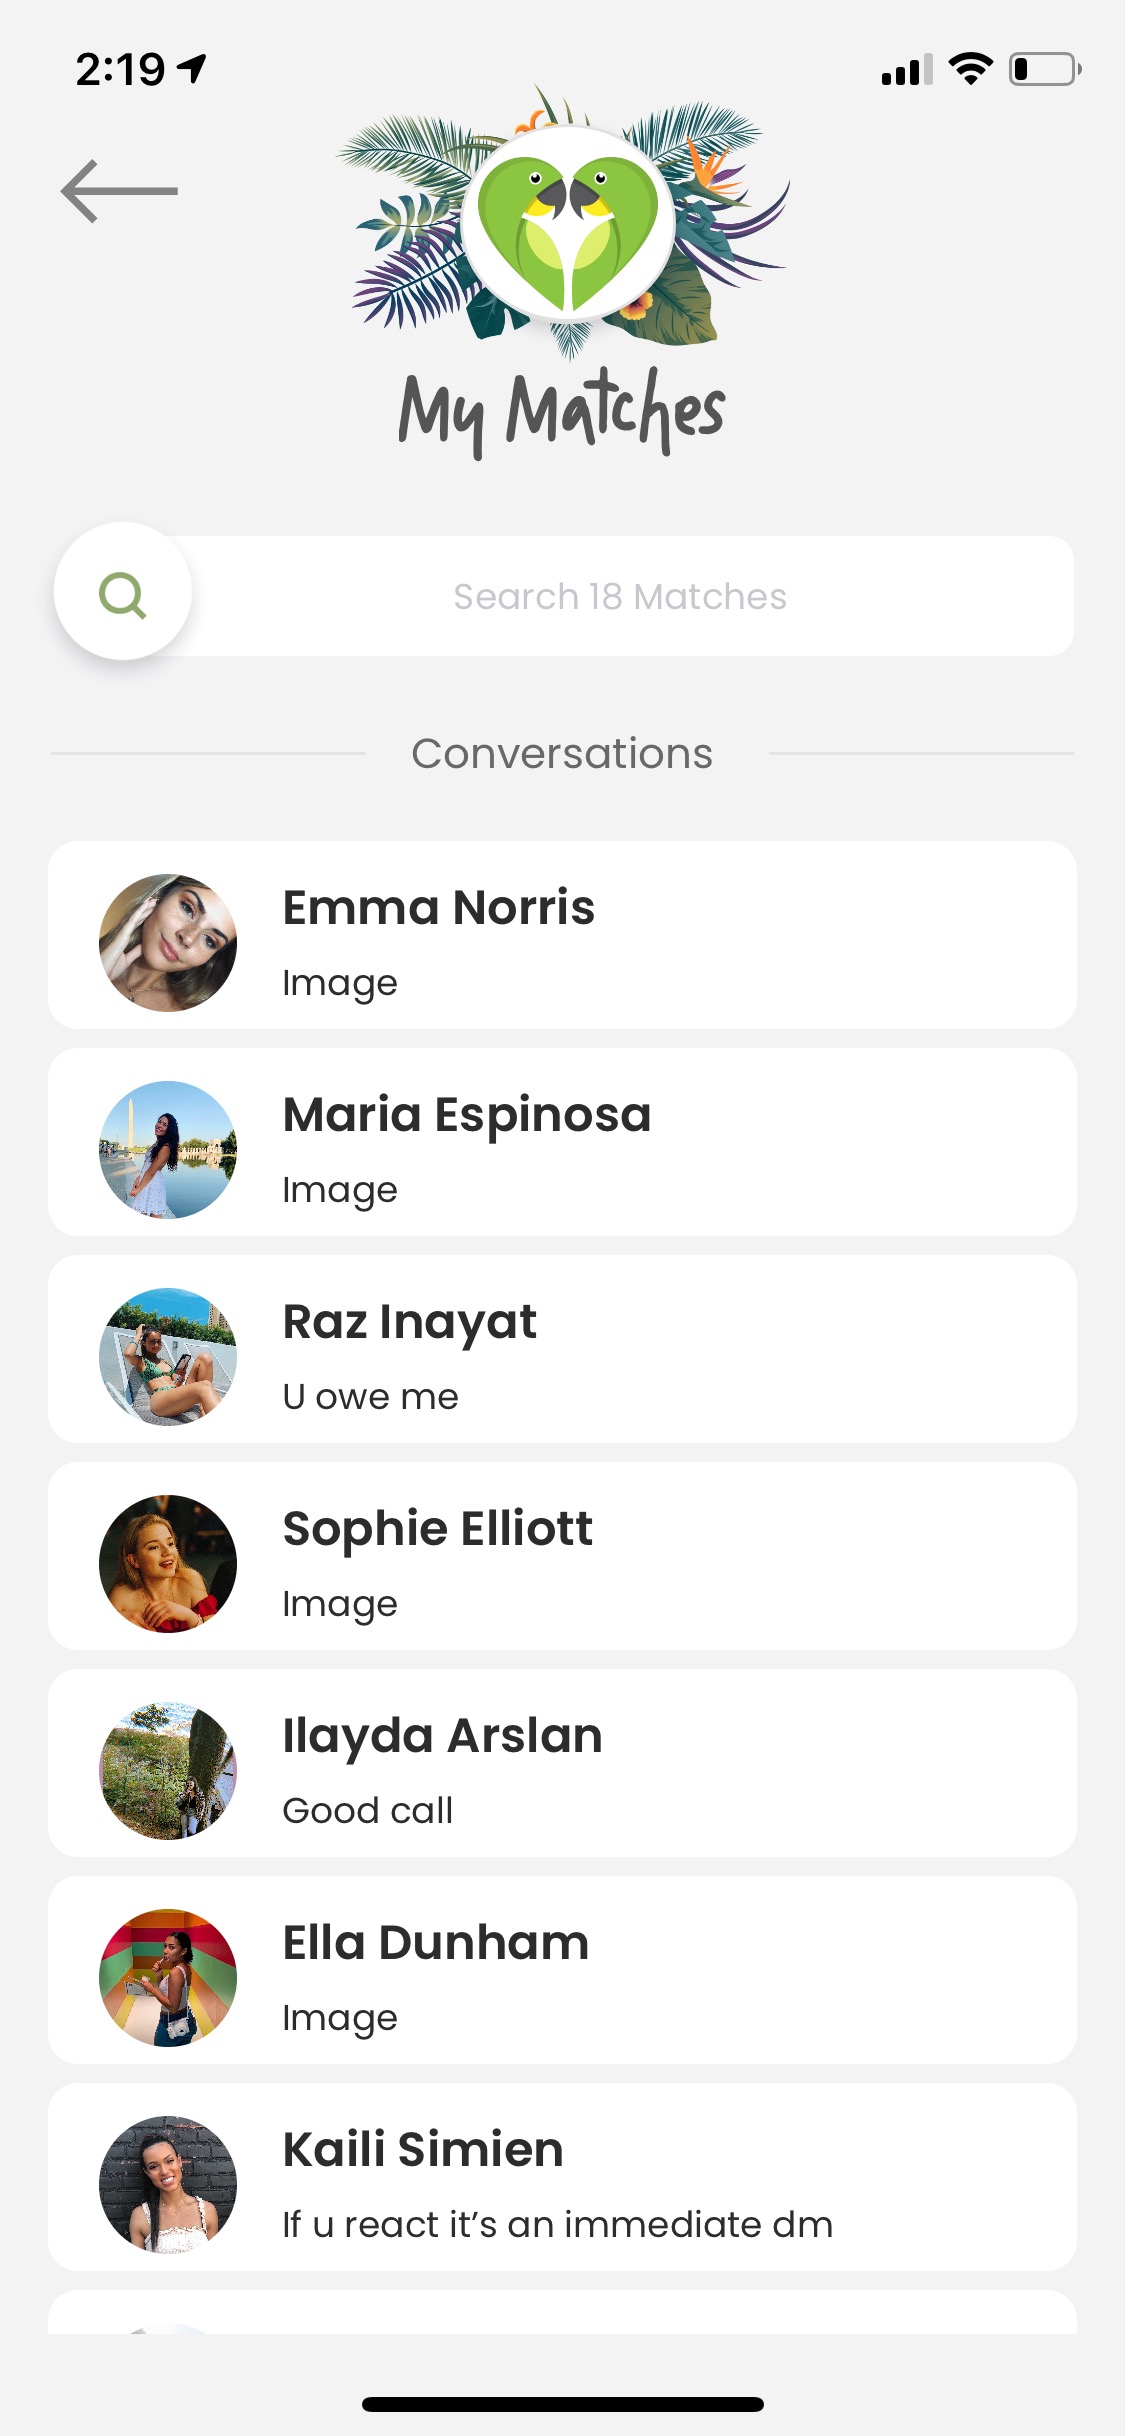 2:19
My Matches
Search 18 Matches
Conversations
Emma Norris
Image
Maria Espinosa
Image
Raz Inayat
U owe me
Sophie Elliott
Image
Ilayda Arslan
Good call
Ella Dunham
Image
Kaili Simien
If u react it’s an immediate dm